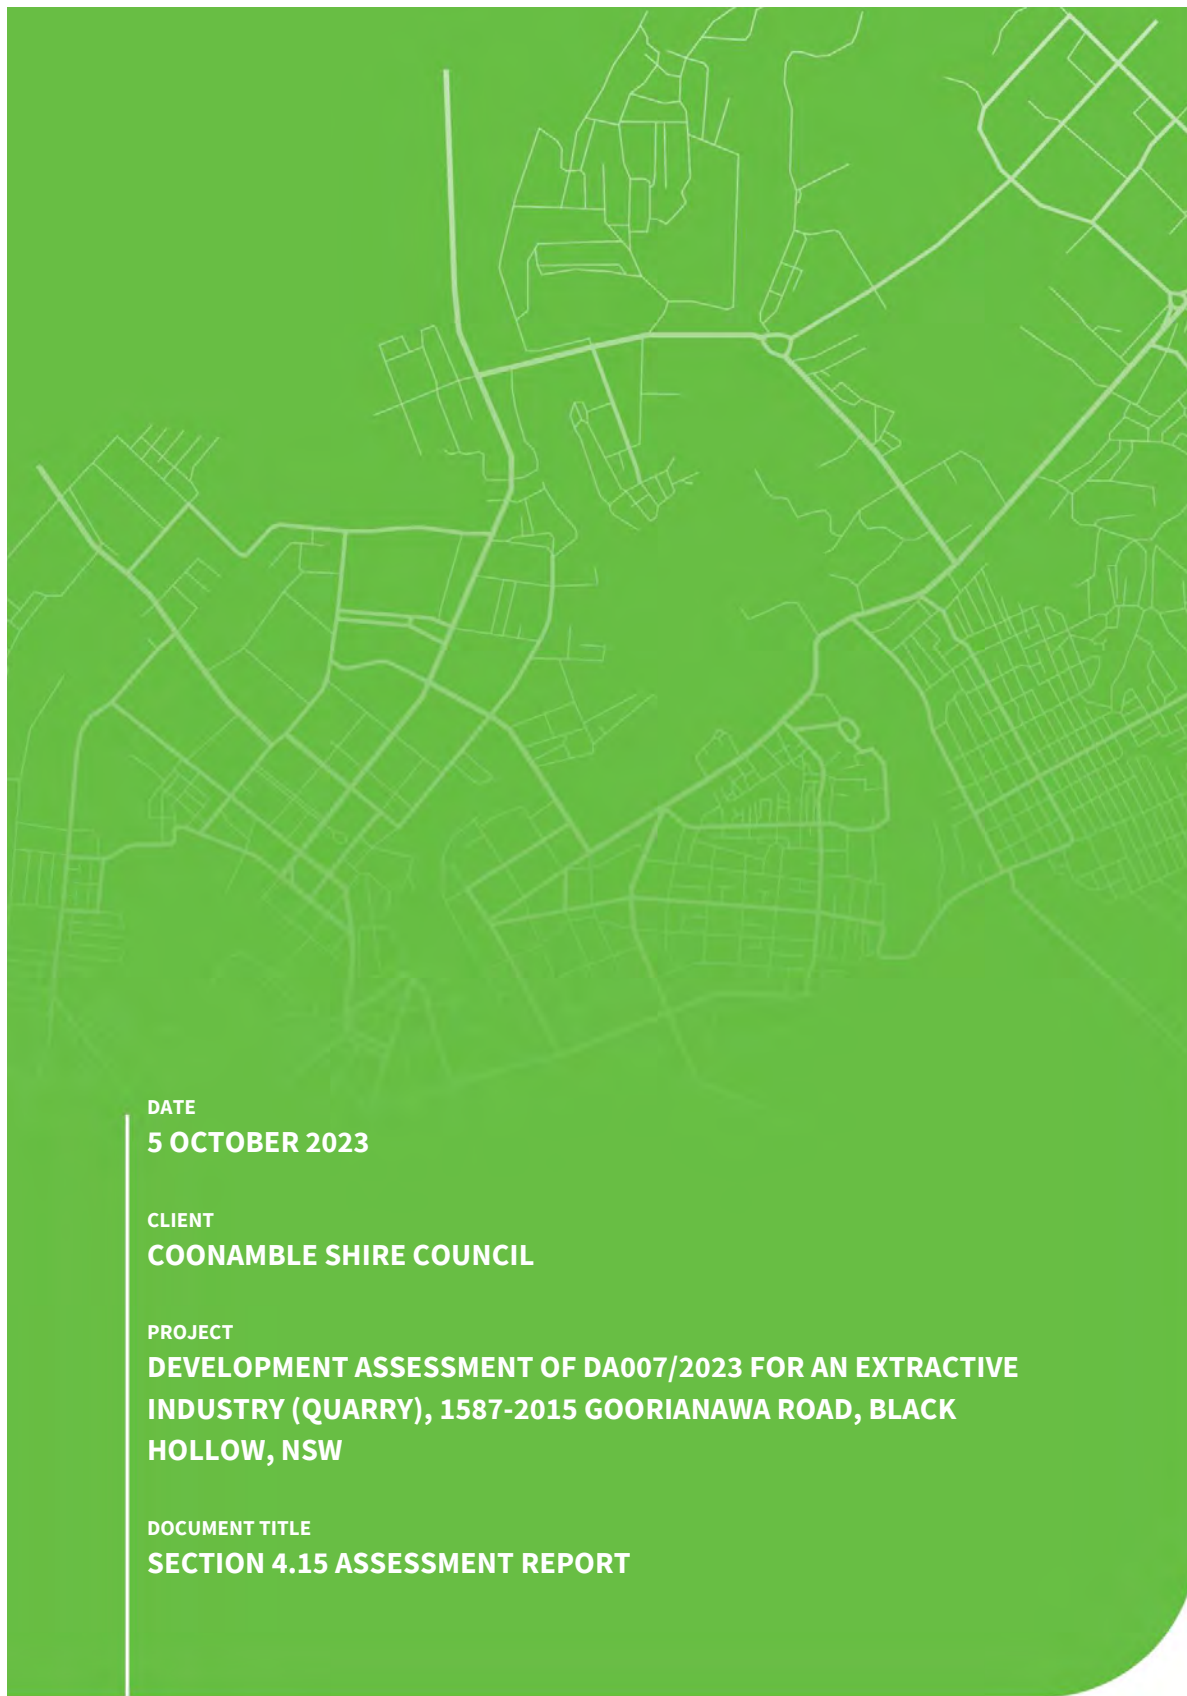 DATE
5 OCTOBER 2023
CLIENT
COONAMBLE SHIRE COUNCIL
PROJECT
DEVELOPMENT ASSESSMENT OF DA007/2023 FOR AN EXTRACTIVE
INDUSTRY (QUARRY), 1587-2015 GOORIANAWA ROAD, BLACK
HOLLOW, NSW
DOCUMENT TITLE
SECTION 4.15 ASSESSMENT REPORT